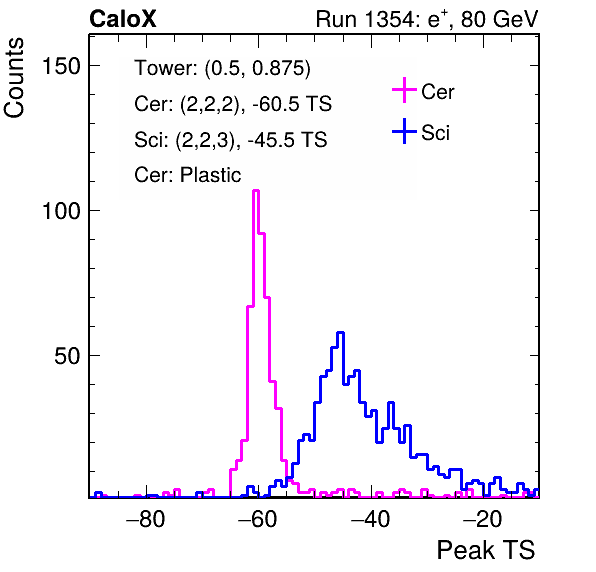 CaloX Run 1354: e⁺, 80 GeV
Counts
150
100
50
Tower: (0.5, 0.875)
Cer: (2,2,2), -60.5 TS
Sci: (2,2,3), -45.5 TS
Cer: Plastic
Cer
Sci
−80 −60 −40 −20
Peak TS